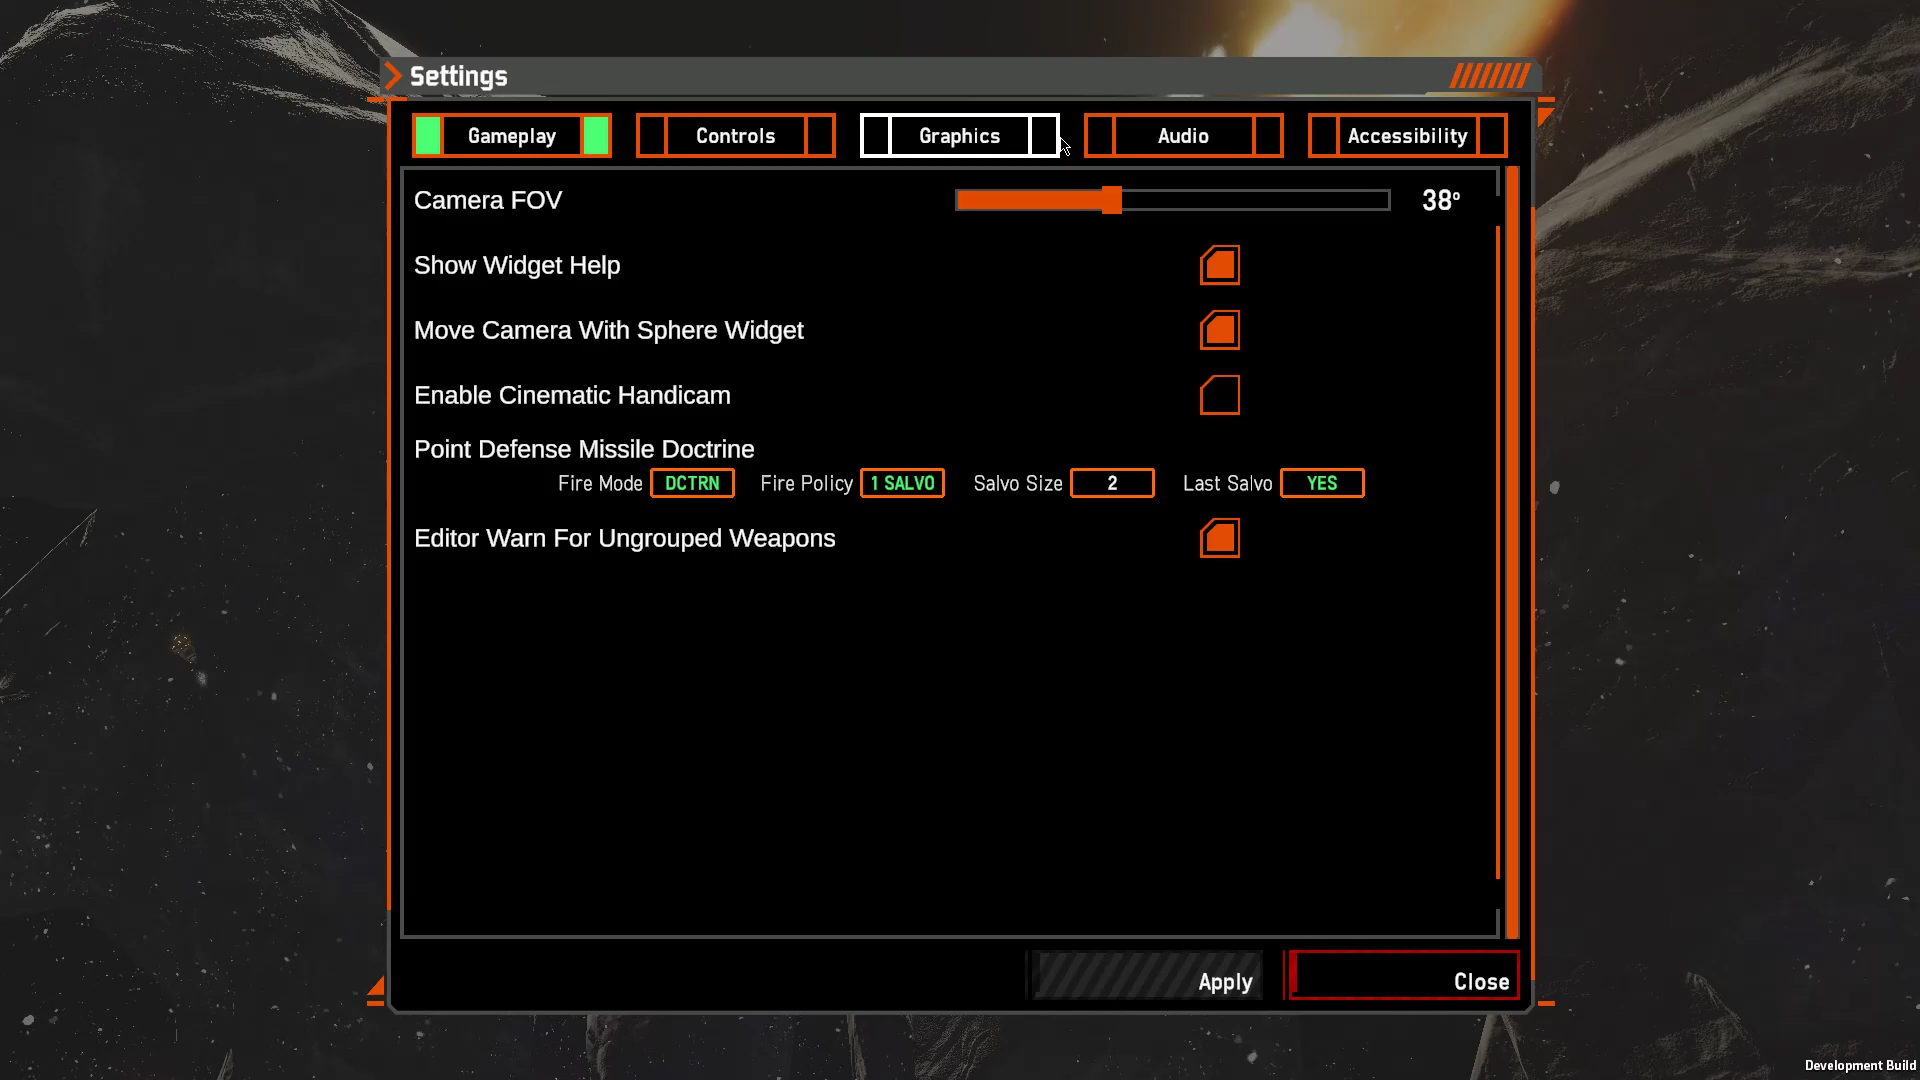 Settings
Gameplay Controls Graphics Audio Accessibility
Camera FOV 38º
Show Widget Help
Move Camera With Sphere Widget
Enable Cinematic Handicam
Point Defense Missile Doctrine
Fire Mode DCTRN Fire Policy 1 SALVO Salvo Size 2 Last Salvo YES
Editor Warn For Ungrouped Weapons
Apply Close
Development Build